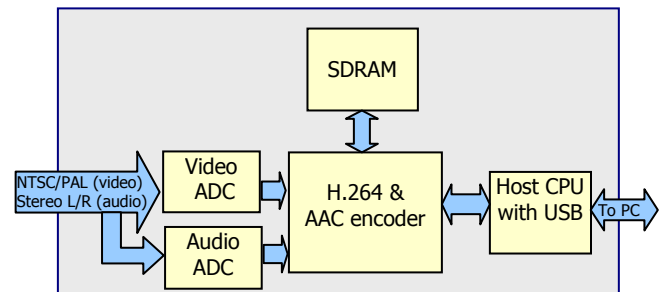 SDRAM
NTSC/PAL (video)
Stereo L/R (audio)
Video
ADC
H.264 &
AAC encoder
Host CPU
with USB
To PC
Audio
ADC